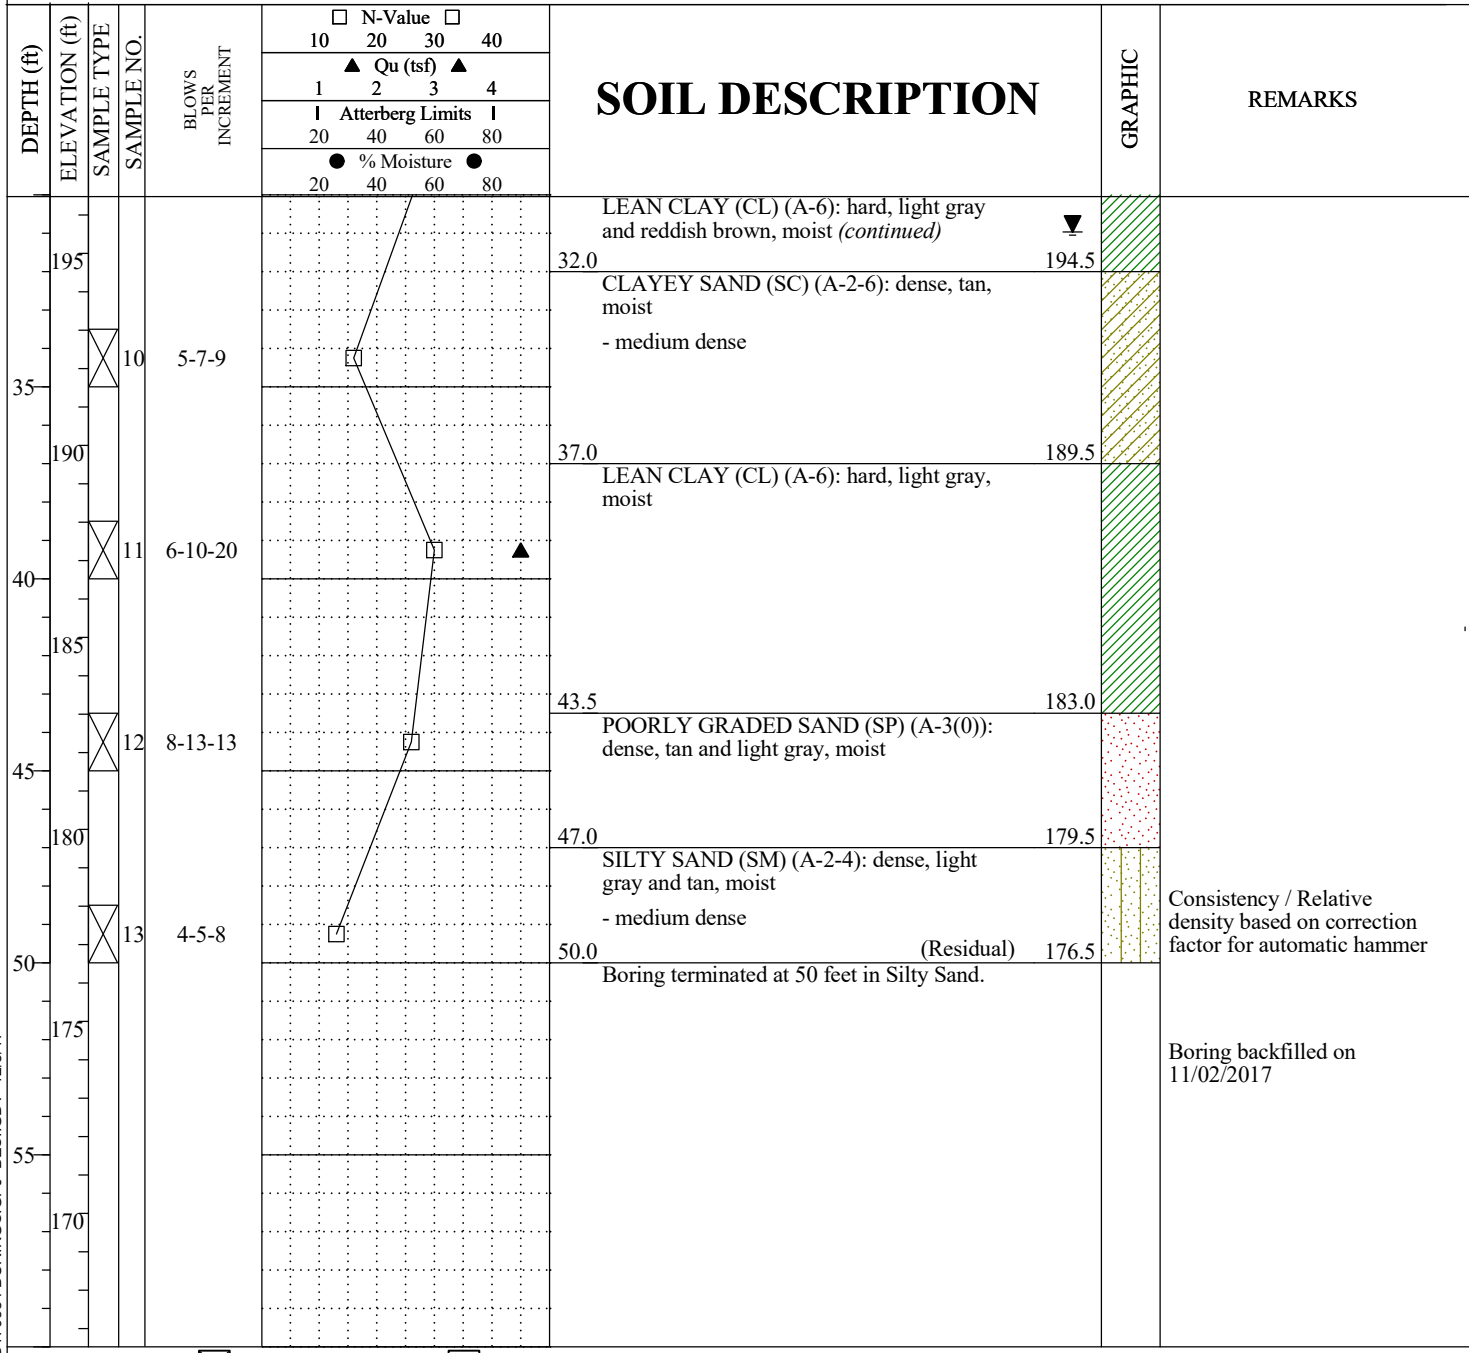 DEPTH (ft)
ELEVATION (ft)
SAMPLE TYPE
SAMPLE NO.
BLOWS
PER
INCREMENT
N-Value
10 20 30 40
Qu (tsf)
1 2 3 4
Atterberg Limits
20 40 60 80
% Moisture
20 40 60 80
SOIL DESCRIPTION
GRAPHIC
REMARKS
LEAN CLAY (CL) (A-6): hard, light gray
and reddish brown, moist (continued)
195
32.0 194.5
CLAYEY SAND (SC) (A-2-6): dense, tan,
moist
- medium dense
10 5-7-9
35
190
37.0 189.5
LEAN CLAY (CL) (A-6): hard, light gray,
moist
11 6-10-20
40
185
43.5 183.0
POORLY GRADED SAND (SP) (A-3(0)):
dense, tan and light gray, moist
12 8-13-13
45
180
47.0 179.5
SILTY SAND (SM) (A-2-4): dense, light
gray and tan, moist
- medium dense
13 4-5-8
50.0 (Residual) 176.5
50
Consistency / Relative
density based on correction
factor for automatic hammer
Boring terminated at 50 feet in Silty Sand.
175
Boring backfilled on
11/02/2017
55
170